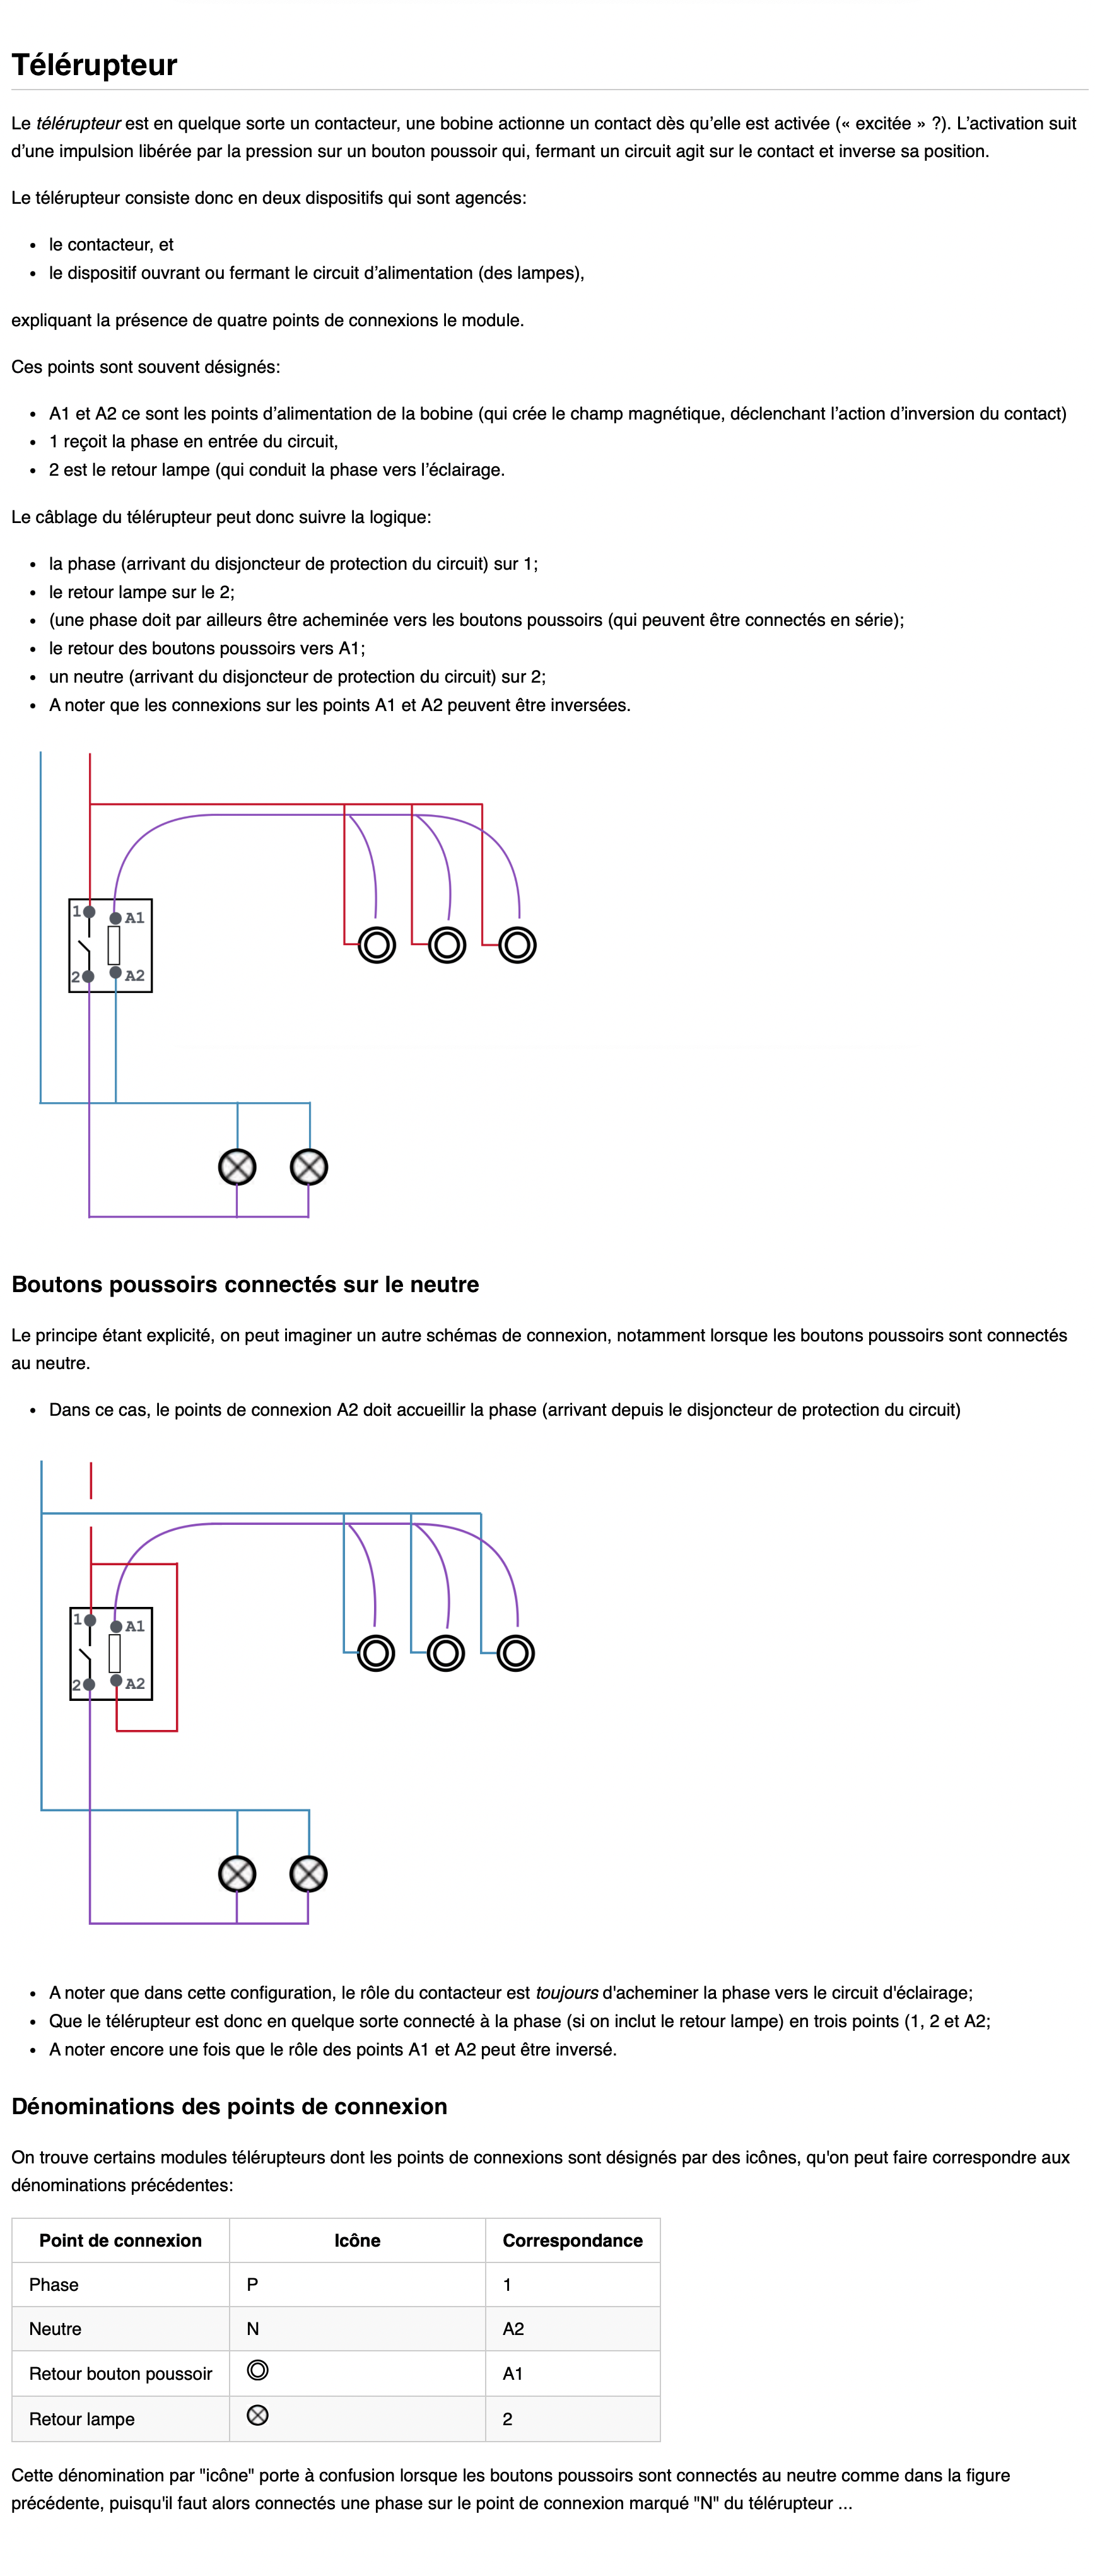 Télérupteur
Le télérupteur est en quelque sorte un contacteur, une bobine actionne un contact dès qu’elle est activée (« excitée » ?). L’activation suit
d’une impulsion libérée par la pression sur un bouton poussoir qui, fermant un circuit agit sur le contact et inverse sa position.
Le télérupteur consiste donc en deux dispositifs qui sont agencés:
• le contacteur, et
• le dispositif ouvrant ou fermant le circuit d’alimentation (des lampes),
expliquant la présence de quatre points de connexions le module.
Ces points sont souvent désignés:
• A1 et A2 ce sont les points d’alimentation de la bobine (qui crée le champ magnétique, déclenchant l’action d’inversion du contact)
• 1 reçoit la phase en entrée du circuit,
• 2 est le retour lampe (qui conduit la phase vers l’éclairage.
Le câblage du télérupteur peut donc suivre la logique:
• la phase (arrivant du disjoncteur de protection du circuit) sur 1;
• le retour lampe sur le 2;
• (une phase doit par ailleurs être acheminée vers les boutons poussoirs (qui peuvent être connectés en série);
• le retour des boutons poussoirs vers A1;
• un neutre (arrivant du disjoncteur de protection du circuit) sur 2;
• A noter que les connexions sur les points A1 et A2 peuvent être inversées.
1 A1
2 A2
Boutons poussoirs connectés sur le neutre
Le principe étant explicité, on peut imaginer un autre schémas de connexion, notamment lorsque les boutons poussoirs sont connectés
au neutre.
• Dans ce cas, le points de connexion A2 doit accueillir la phase (arrivant depuis le disjoncteur de protection du circuit)
1 A1
2 A2
• A noter que dans cette configuration, le rôle du contacteur est toujours d'acheminer la phase vers le circuit d'éclairage;
• Que le télérupteur est donc en quelque sorte connecté à la phase (si on inclut le retour lampe) en trois points (1, 2 et A2;
• A noter encore une fois que le rôle des points A1 et A2 peut être inversé.
Dénominations des points de connexion
On trouve certains modules télérupteurs dont les points de connexions sont désignés par des icônes, qu'on peut faire correspondre aux
dénominations précédentes:
Point de connexion Icône Correspondance
Phase P 1
Neutre N A2
Retour bouton poussoir A1
Retour lampe 2
Cette dénomination par "icône" porte à confusion lorsque les boutons poussoirs sont connectés au neutre comme dans la figure
précédente, puisqu'il faut alors connectés une phase sur le point de connexion marqué "N" du télérupteur ...